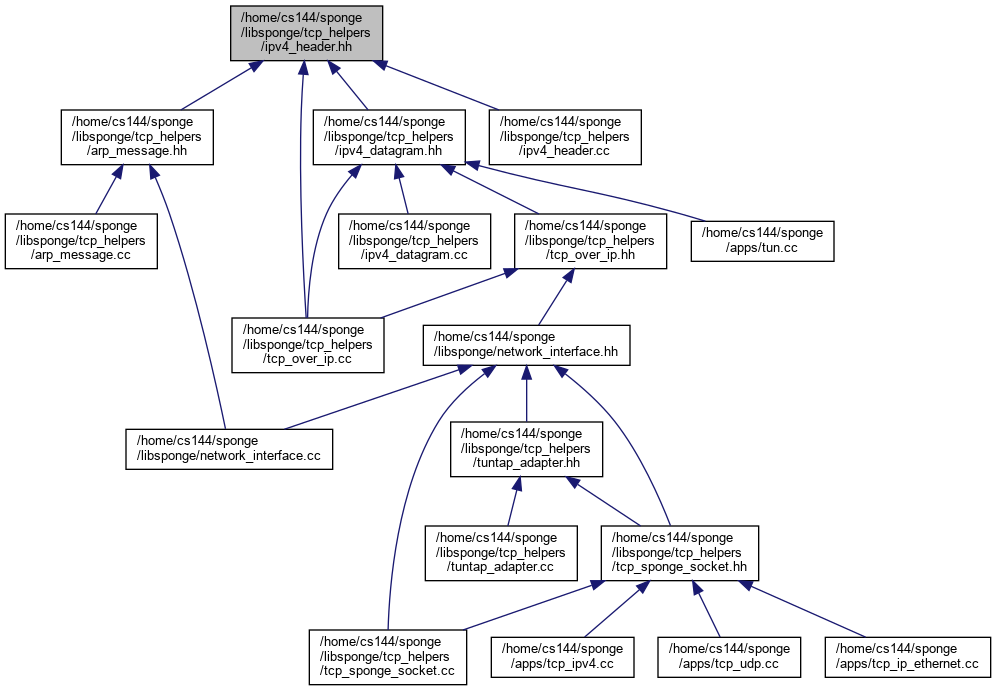 /home/cs144/sponge
/libsponge/tcp_helpers
/ipv4_header.hh
/home/cs144/sponge
/libsponge/tcp_helpers
/arp_message.hh
/home/cs144/sponge
/libsponge/tcp_helpers
/ipv4_datagram.hh
/home/cs144/sponge
/libsponge/tcp_helpers
/ipv4_header.cc
/home/cs144/sponge
/libsponge/tcp_helpers
/arp_message.cc
/home/cs144/sponge
/libsponge/tcp_helpers
/ipv4_datagram.cc
/home/cs144/sponge
/libsponge/tcp_helpers
/tcp_over_ip.hh
/home/cs144/sponge
/apps/tun.cc
/home/cs144/sponge
/libsponge/tcp_helpers
/tcp_over_ip.cc
/home/cs144/sponge
/libsponge/network_interface.hh
/home/cs144/sponge
/libsponge/network_interface.cc
/home/cs144/sponge
/libsponge/tcp_helpers
/tuntap_adapter.hh
/home/cs144/sponge
/libsponge/tcp_helpers
/tuntap_adapter.cc
/home/cs144/sponge
/libsponge/tcp_helpers
/tcp_sponge_socket.hh
/home/cs144/sponge
/libsponge/tcp_helpers
/tcp_sponge_socket.cc
/home/cs144/sponge
/apps/tcp_ipv4.cc
/home/cs144/sponge
/apps/tcp_udp.cc
/home/cs144/sponge
/apps/tcp_ip_ethernet.cc